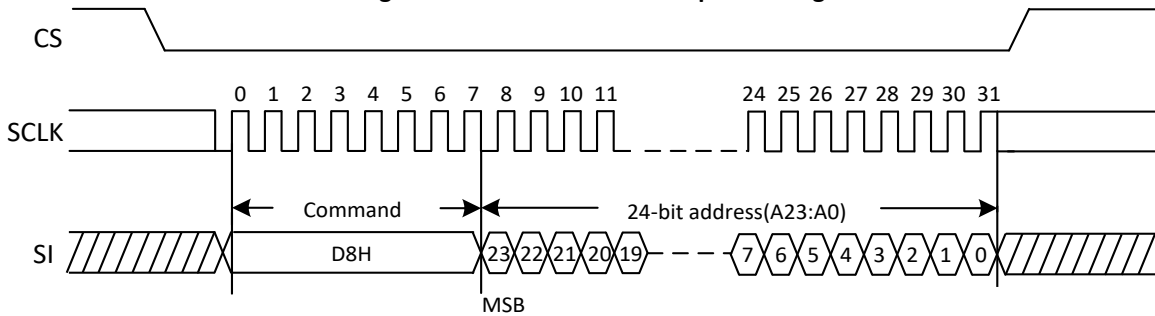 CS
0 1 2 3 4 5 6 7 8 9 10 11 24 25 26 27 28 29 30 31
SCLK
Command 24-bit address(A23:A0)
SI D8H 23 22 21 20 19 7 6 5 4 3 2 1 0
MSB